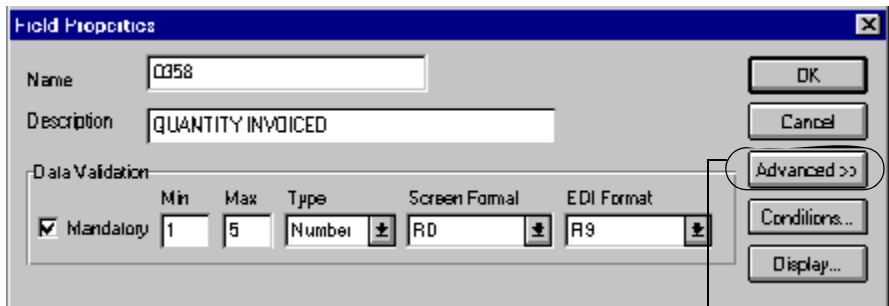 Field Properties
Name
0358
OK
Description
QUANTITY INVOICED
Cancel
Data Validation
Advanced >>
Min
Max
Type
Screen Format
EDI Format
Mandatory
1
5
Number
R0
R9
Conditions...
Display...